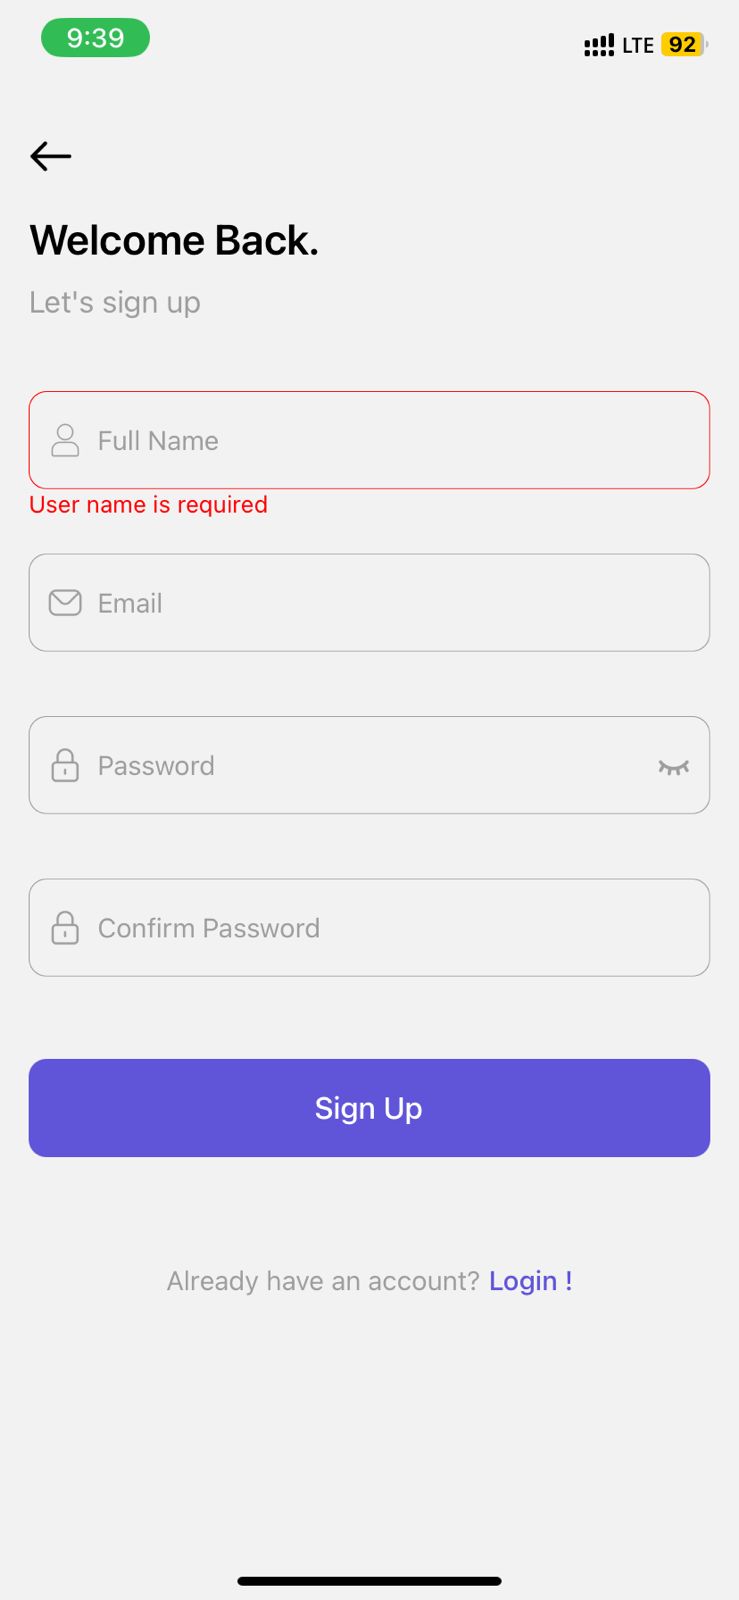 9:39
LTE 92
Welcome Back.
Let's sign up
Full Name
User name is required
Email
Password
Confirm Password
Sign Up
Already have an account? Login !